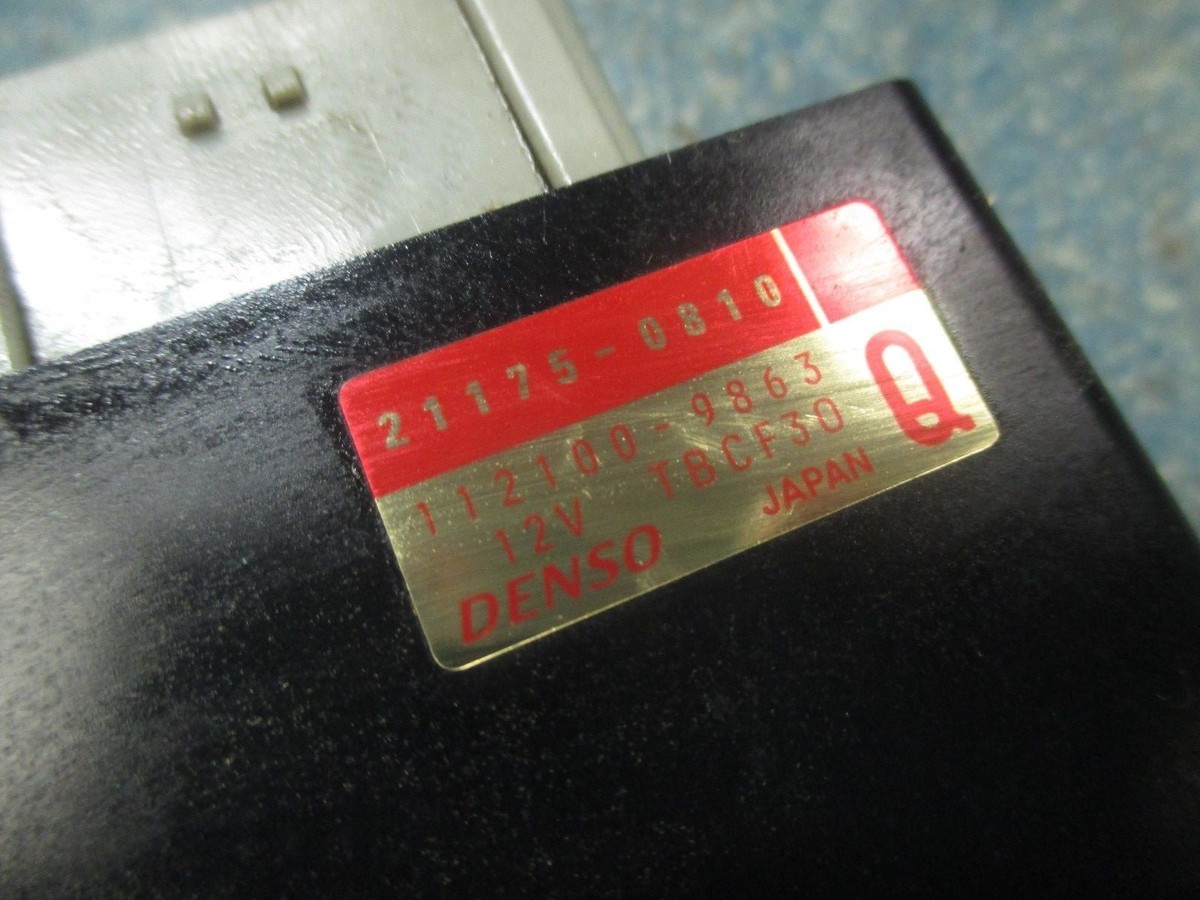 21175-0810
112100-9863
12V TBCF30
DENSO JAPAN
Q